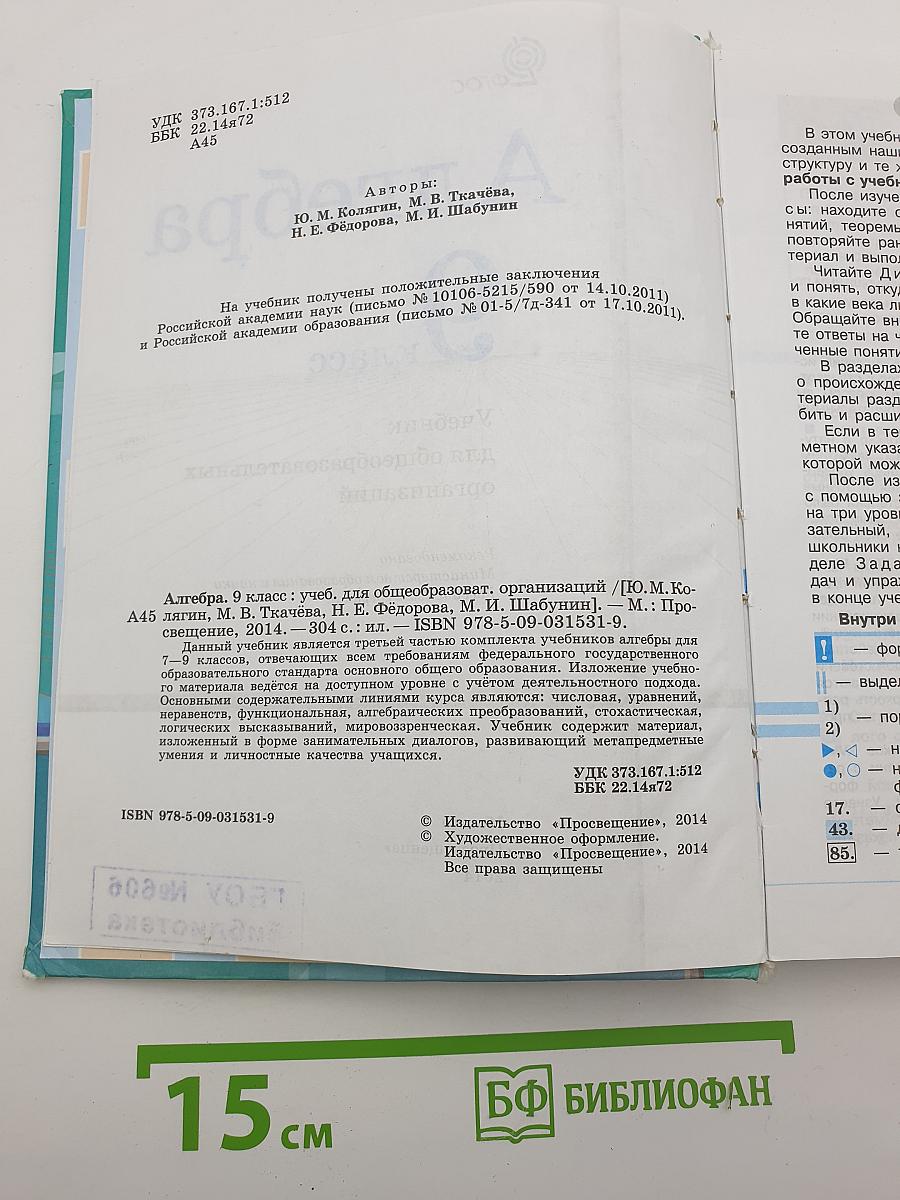 УДК 373.167.1:512
ББК 22.14я72
А45
Авторы:
Ю. М. Колягин, М. В. Ткачёва,
Н. Е. Фёдорова, М. И. Шабунин
На учебник получены положительные заключения
Российской академии наук (письмо № 10106-5215/590 от 14.10.2011)
и Российской академии образования (письмо № 01-5/7д-341 от 17.10.2011).
Алгебра. 9 класс : учеб. для общеобразоват. организаций /[Ю. М. Ко-
А45 лягин, М. В. Ткачёва, Н. Е. Фёдорова, М. И. Шабунин]. — М. : Про-
свещение, 2014. — 304 с. : ил. — ISBN 978-5-09-031531-9.
Данный учебник является третьей частью комплекта учебников алгебры для
7—9 классов, отвечающих всем требованиям федерального государственного
образовательного стандарта основного общего образования. Изложение учебно-
го материала ведётся на доступном уровне с учётом деятельностного подхода.
Основными содержательными линиями курса являются: числовая, уравнений,
неравенств, функциональная, алгебраических преобразований, стохастическая,
логических высказываний, мировоззренческая. Учебник содержит материал,
изложенный в форме занимательных диалогов, развивающий метапредметные
умения и личностные качества учащихся.
УДК 373.167.1:512
ББК 22.14я72
ISBN 978-5-09-031531-9
© Издательство «Просвещение», 2014
© Художественное оформление.
Издательство «Просвещение», 2014
Все права защищены
ГБОУ №606
Библиотека
В этом учебн
созданным наши
структуру и те ж
работы с учебн
После изуче
сы: находите о
нятий, теоремы
повторяйте ран
териал и выпол
Читайте Ди
и понять, отку
в какие века л
Обращайте вн
те ответы на ч
ченные поняти
В разделах
о происхожде
териалы разд
бить и расши
Если в те
метном указа
которой мож
После из
с помощью
на три уров
зательный,
школьники
деле Зада
дач и упра
в конце уче
Внутри
! — фор
— выдел
1)
— по
2)
17. —
43. —
85. —
15 см
БФ БИБЛИОФАН